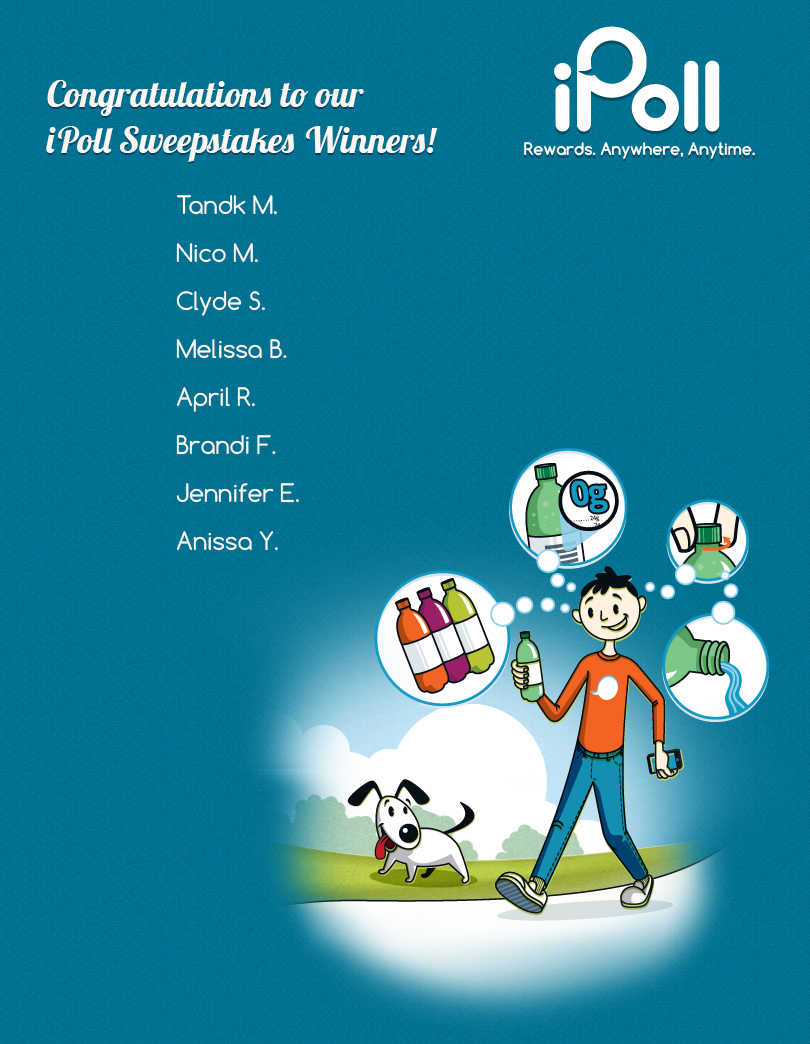 Congratulations to our
iPoll Sweepstakes Winners!
iPoll
Rewards. Anywhere, Anytime.
Tandk M.
Nico M.
Clyde S.
Melissa B.
April R.
Brandi F.
Jennifer E.
Anissa Y.
0g